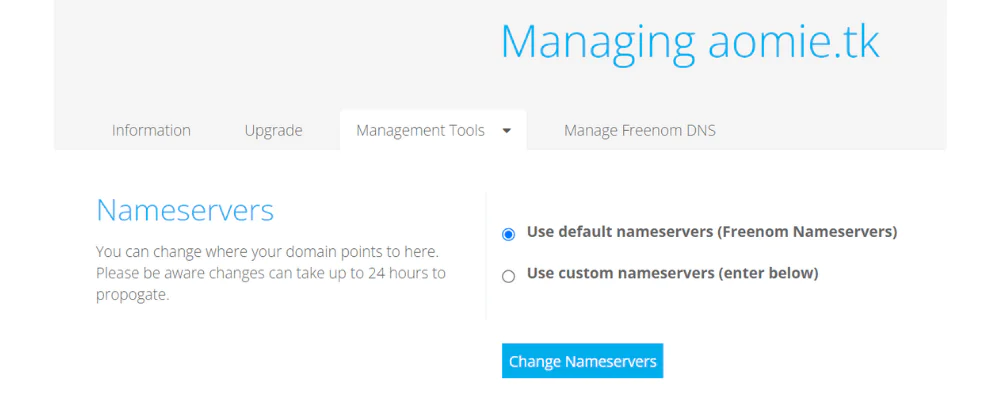 Managing aomie.tk
Information Upgrade Management Tools Manage Freenom DNS
Nameservers
You can change where your domain points to here.
Please be aware changes can take up to 24 hours to
propogate.
Use default nameservers (Freenom Nameservers)
Use custom nameservers (enter below)
Change Nameservers